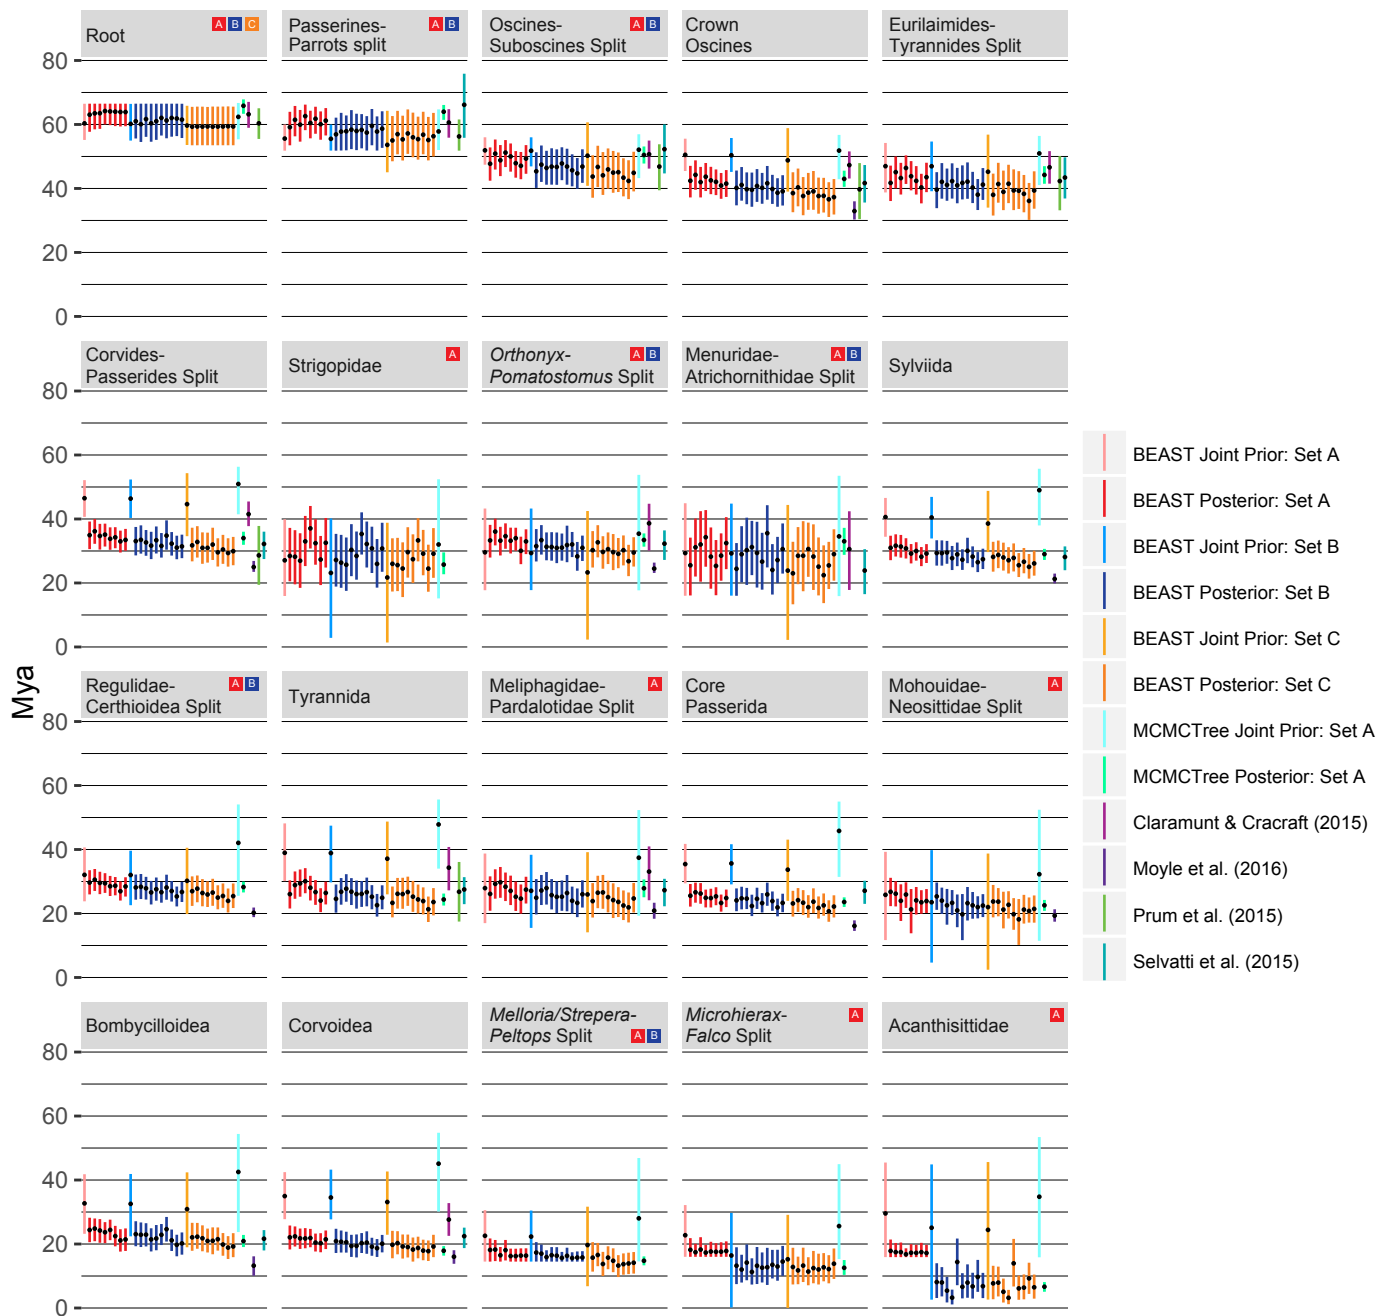 Root A B C
Passerines-
Parrots split A B
Oscines-
Suboscines Split A B
Crown
Oscines
Eurilaimides-
Tyrannides Split
80
60
40
20
0
Corvides-
Passerides Split
Strigopidae A
Orthonyx-
Pomatostomus Split A B
Menuridae-
Atrichornithidae Split A B
Sylviida
80
60
40
20
0
Mya
Regulidae-
Certhioidea Split A B
Tyrannida
Meliphagidae-
Pardalotidae Split A
Core
Passerida
Mohouidae-
Neosittidae Split A
80
60
40
20
0
Bombycilloidea
Corvoidea
Melloria/Strepera-
Peltops Split A B
Microhierax-
Falco Split A
Acanthisittidae A
80
60
40
20
0
BEAST Joint Prior: Set A
BEAST Posterior: Set A
BEAST Joint Prior: Set B
BEAST Posterior: Set B
BEAST Joint Prior: Set C
BEAST Posterior: Set C
MCMCTree Joint Prior: Set A
MCMCTree Posterior: Set A
Claramunt & Cracraft (2015)
Moyle et al. (2016)
Prum et al. (2015)
Selvatti et al. (2015)